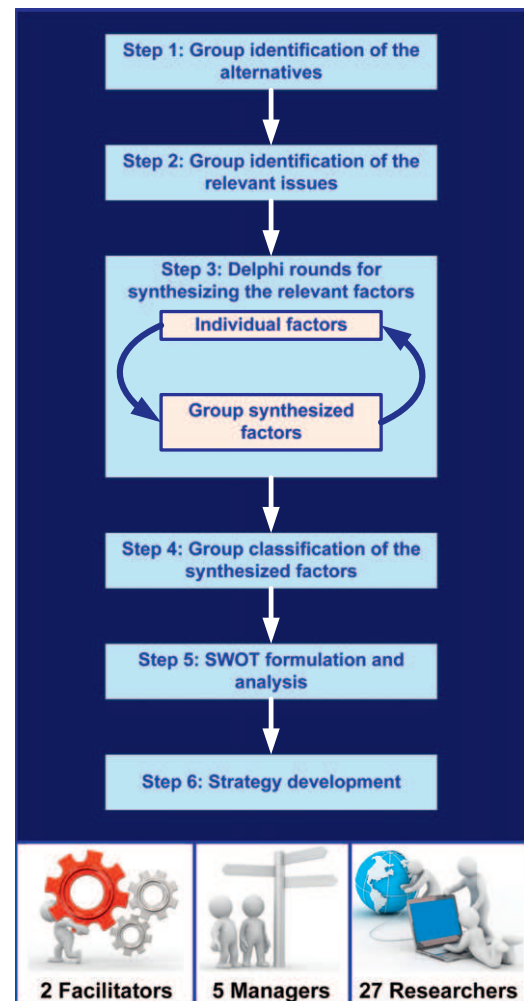 Step 1: Group identification of the
alternatives
Step 2: Group identification of the
relevant issues
Step 3: Delphi rounds for
synthesizing the relevant factors
Individual factors
Group synthesized
factors
Step 4: Group classification of the
synthesized factors
Step 5: SWOT formulation and
analysis
Step 6: Strategy development
2 Facilitators
5 Managers
27 Researchers